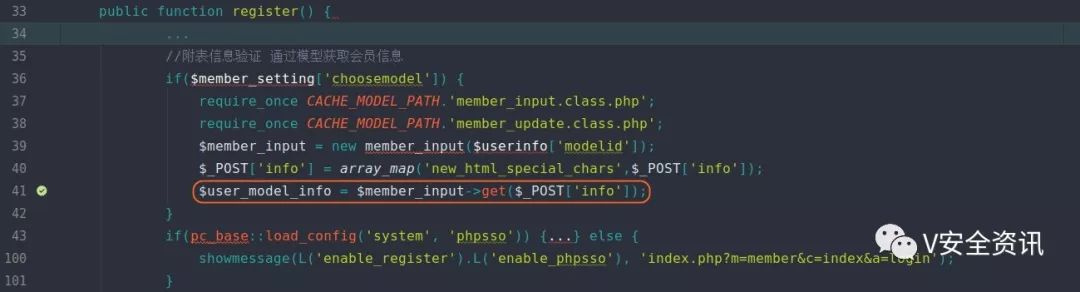 33 public function register() {
34 ...
35 //附表信息验证 通过模型获取会员信息
36 if($member_setting['choosemodel']) {
37 require_once CACHE_MODEL_PATH.'member_input.class.php';
38 require_once CACHE_MODEL_PATH.'member_update.class.php';
39 $member_input = new member_input($userinfo['modelid']);
40 $_POST['info'] = array_map('new_html_special_chars',$_POST['info']);
41 $user_model_info = $member_input->get($_POST['info']);
42 }
43 if(pc_base::load_config('system', 'phpsso')) {...} else {
100 showmessage(L('enable_register').L('enable_phpsso'), 'index.php?m=member&c=index&a=login');
101 }
V安全资讯